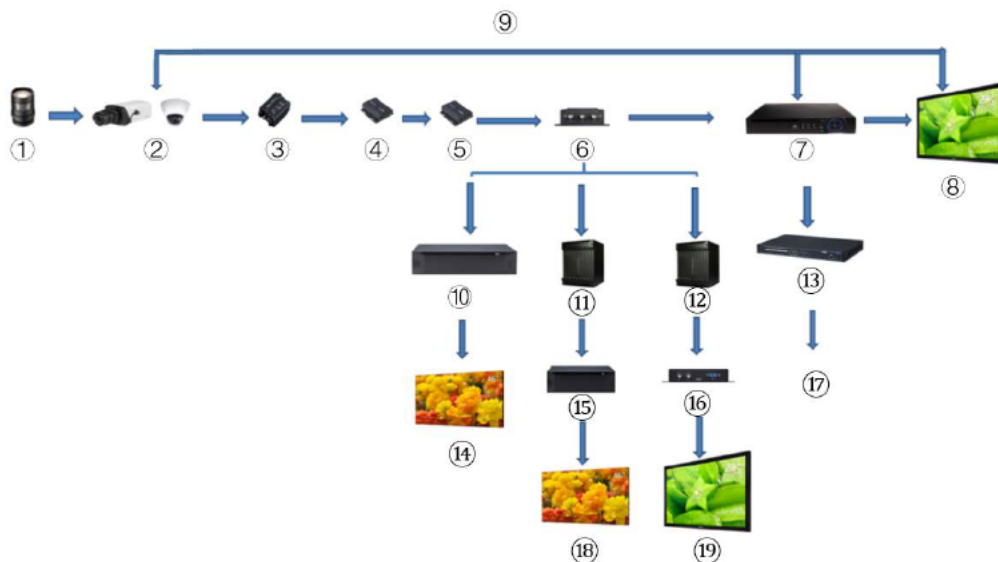 ⑨
① ② ③ ④ ⑤ ⑥ ⑦ ⑧
⑩ ⑪ ⑫ ⑬
⑭ ⑮ ⑯ ⑰
⑱ ⑲